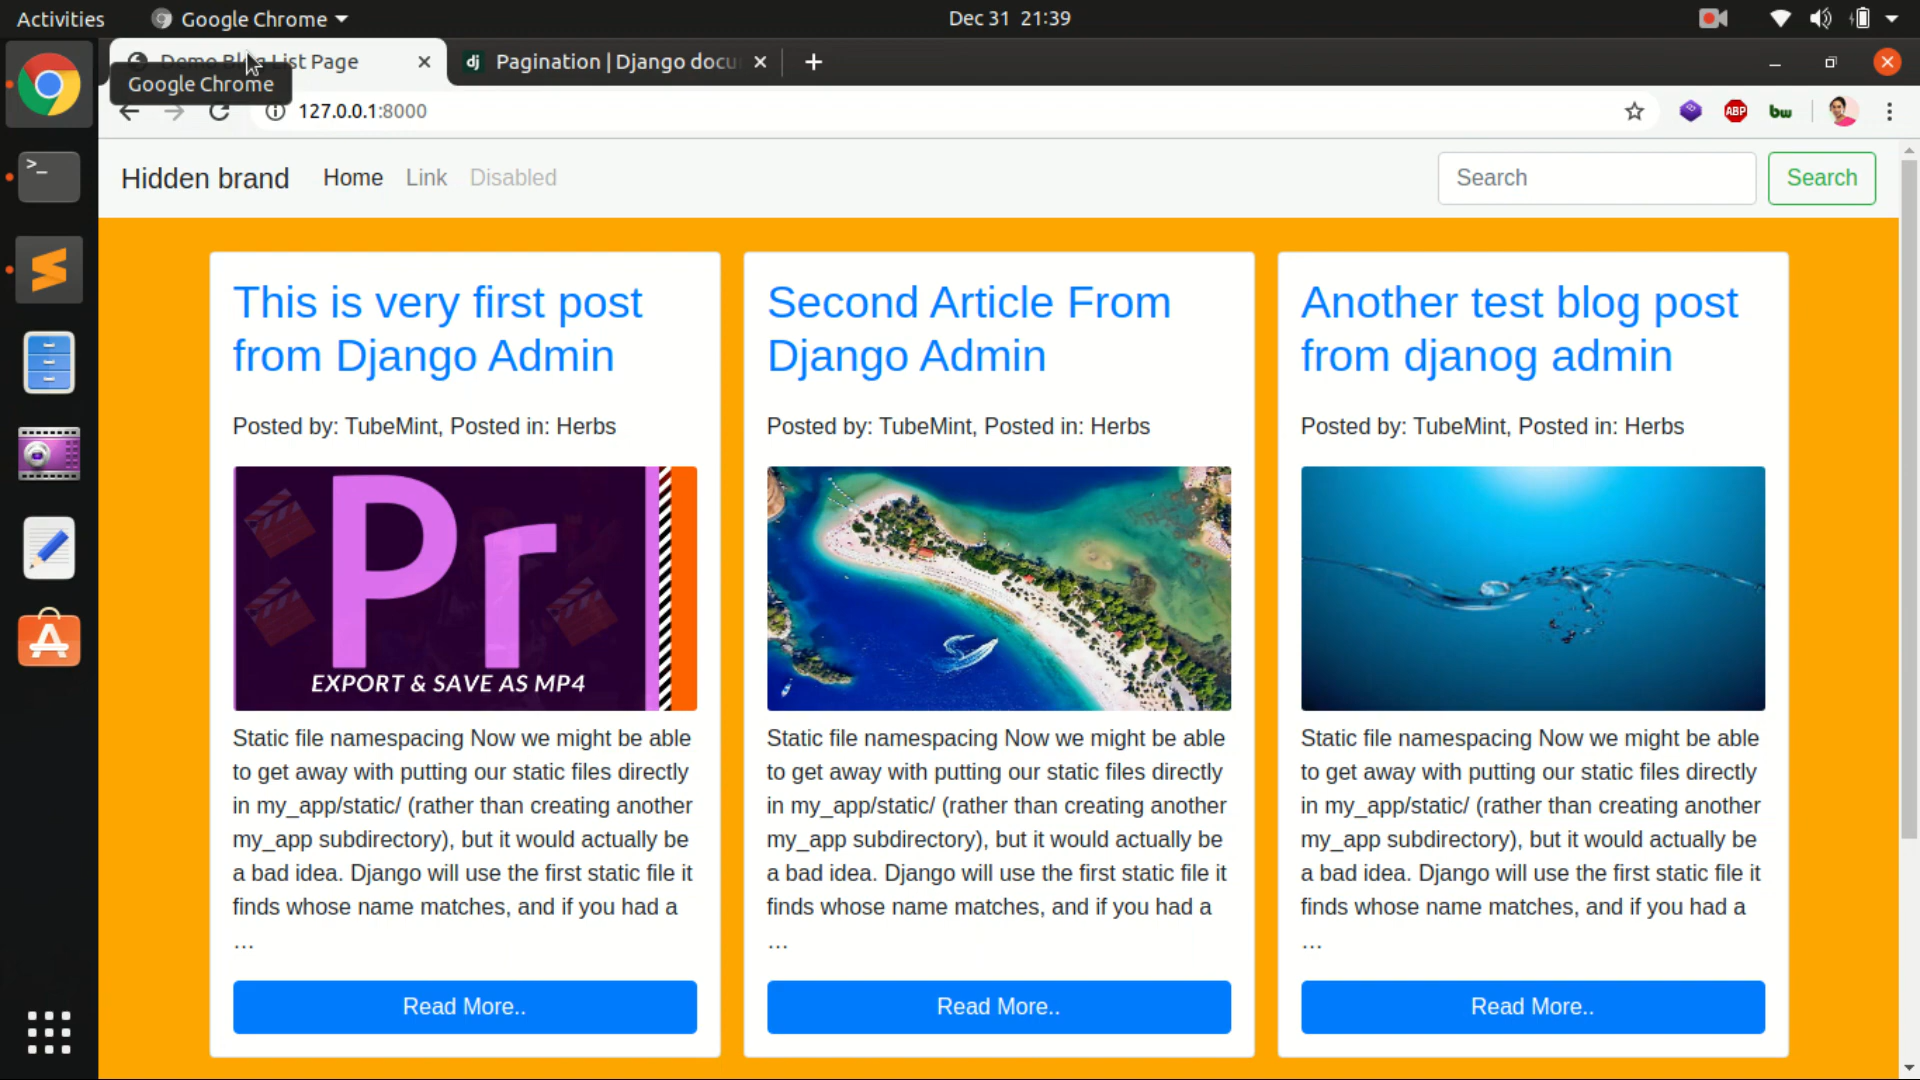 Activities
Google Chrome
Dec 31 21:39
Demo Blog List Page
Pagination | Django docu
dj
Google Chrome
127.0.0.1:8000
ABP
bw
Hidden brand
Home
Link
Disabled
Search
Search
This is very first post
from Django Admin
Posted by: TubeMint, Posted in: Herbs
Pr
EXPORT & SAVE AS MP4
Static file namespacing Now we might be able
to get away with putting our static files directly
in my_app/static/ (rather than creating another
my_app subdirectory), but it would actually be
a bad idea. Django will use the first static file it
finds whose name matches, and if you had a
…
Read More..
Second Article From
Django Admin
Posted by: TubeMint, Posted in: Herbs
Static file namespacing Now we might be able
to get away with putting our static files directly
in my_app/static/ (rather than creating another
my_app subdirectory), but it would actually be
a bad idea. Django will use the first static file it
finds whose name matches, and if you had a
…
Read More..
Another test blog post
from djanog admin
Posted by: TubeMint, Posted in: Herbs
Static file namespacing Now we might be able
to get away with putting our static files directly
in my_app/static/ (rather than creating another
my_app subdirectory), but it would actually be
a bad idea. Django will use the first static file it
finds whose name matches, and if you had a
…
Read More..